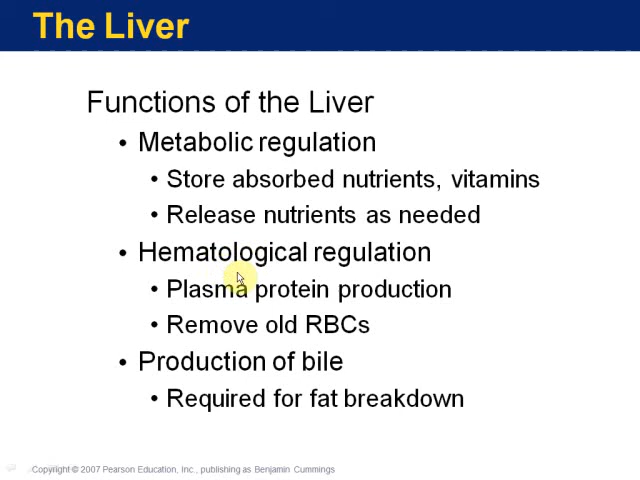 The Liver
Functions of the Liver
• Metabolic regulation
• Store absorbed nutrients, vitamins
• Release nutrients as needed
• Hematological regulation
• Plasma protein production
• Remove old RBCs
• Production of bile
• Required for fat breakdown
Copyright © 2007 Pearson Education, Inc., publishing as Benjamin Cummings